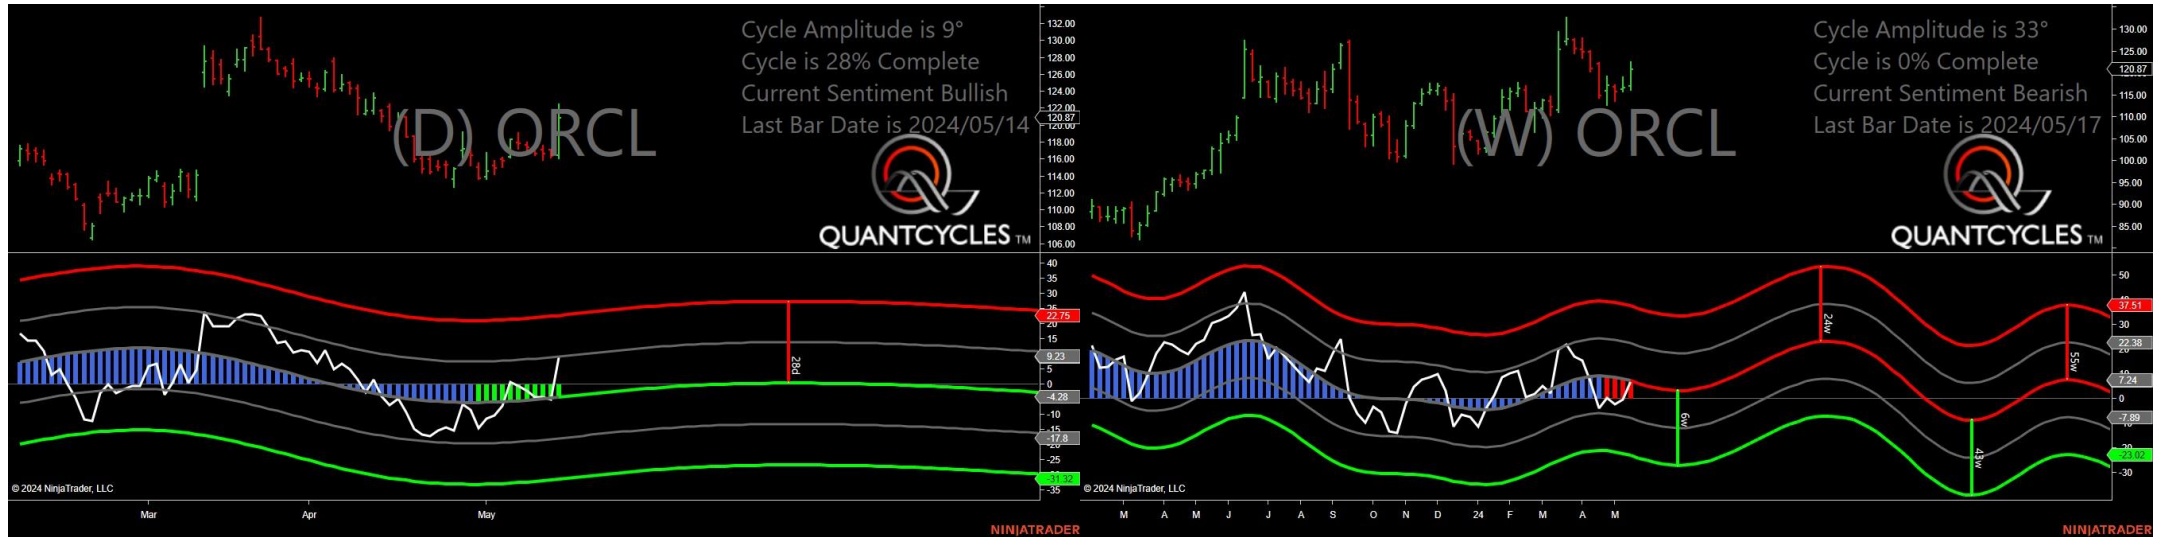 Cycle Amplitude is 9°
Cycle is 28% Complete
Current Sentiment Bullish
Last Bar Date is 2024/05/14
(D) ORCL
QUANTCYCLES TM
132.00
130.00
128.00
126.00
124.00
122.00
120.87
120.00
118.00
116.00
114.00
112.00
110.00
108.00
106.00
40
35
30
25
22.75
20
15
9.23
5
0
-4.28
-10
-15
-17.8
-20
-25
-31.32
-35
28d
© 2024 NinjaTrader, LLC
Mar Apr May
NINJATRADER
Cycle Amplitude is 33°
Cycle is 0% Complete
Current Sentiment Bearish
Last Bar Date is 2024/05/17
(W) ORCL
QUANTCYCLES TM
130.00
125.00
120.87
115.00
110.00
105.00
100.00
95.00
90.00
85.00
50
37.51
30
22.38
7.24
0
-7.89
-23.02
-30
24w
55w
6w
43w
© 2024 NinjaTrader, LLC
M A M J J A S O N D 24 F M A M
NINJATRADER